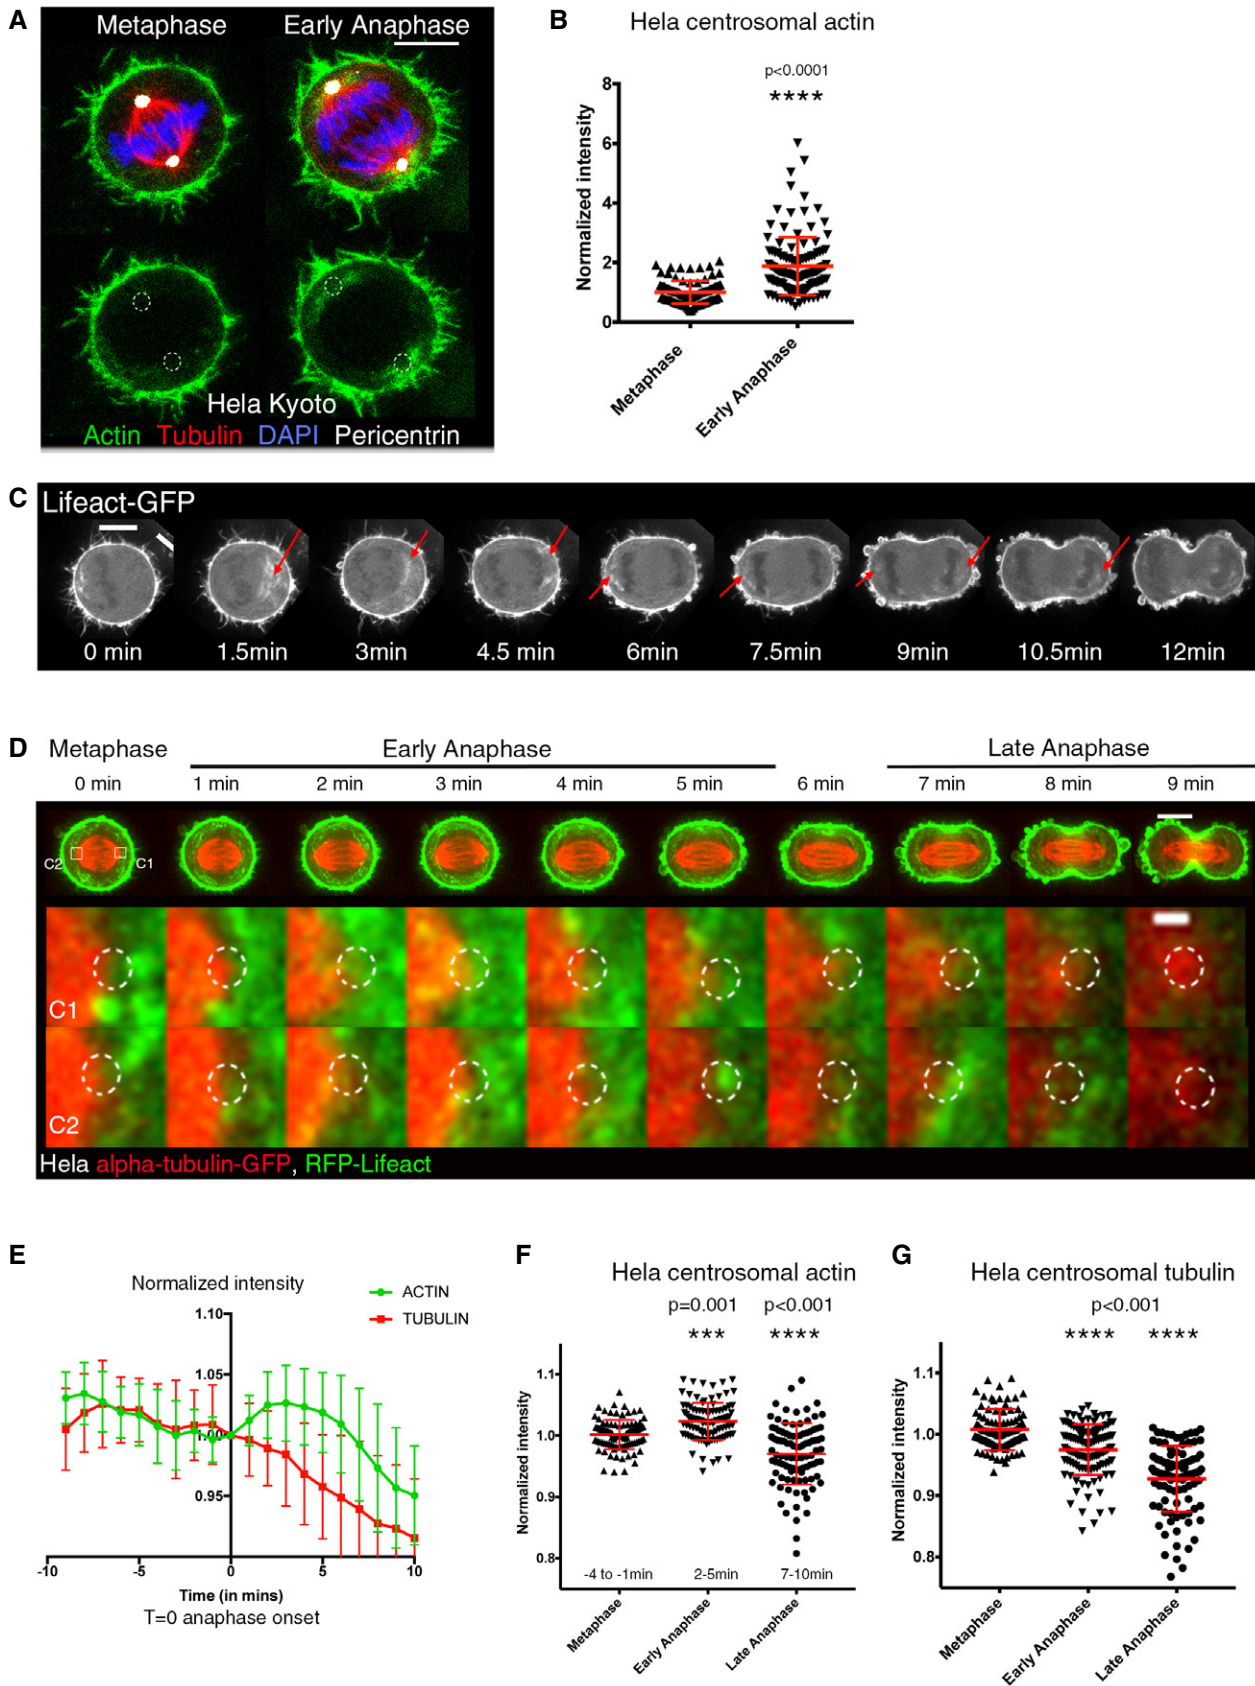 A
Metaphase Early Anaphase
Hela Kyoto
Actin Tubulin DAPI Pericentrin
B
Hela centrosomal actin
p<0.0001
****
Normalized intensity
8
6
4
2
0
Metaphase
Early Anaphase
C
Lifeact-GFP
0 min 1.5min 3min 4.5 min 6min 7.5min 9min 10.5min 12min
D
Metaphase Early Anaphase Late Anaphase
0 min 1 min 2 min 3 min 4 min 5 min 6 min 7 min 8 min 9 min
C2 C1
C1
C2
Hela alpha-tubulin-GFP, RFP-Lifeact
E
Normalized intensity
ACTIN
TUBULIN
1.10
1.05
1.00
0.95
-10 -5 0 5 10
Time (in mins)
T=0 anaphase onset
F
Hela centrosomal actin
p=0.001 p<0.001
*** ****
Normalized intensity
1.1
1.0
0.9
0.8
-4 to -1min 2-5min 7-10min
Metaphase
Early Anaphase
Late Anaphase
G
Hela centrosomal tubulin
p<0.001
**** ****
Normalized intensity
1.1
1.0
0.9
0.8
Metaphase
Early Anaphase
Late Anaphase